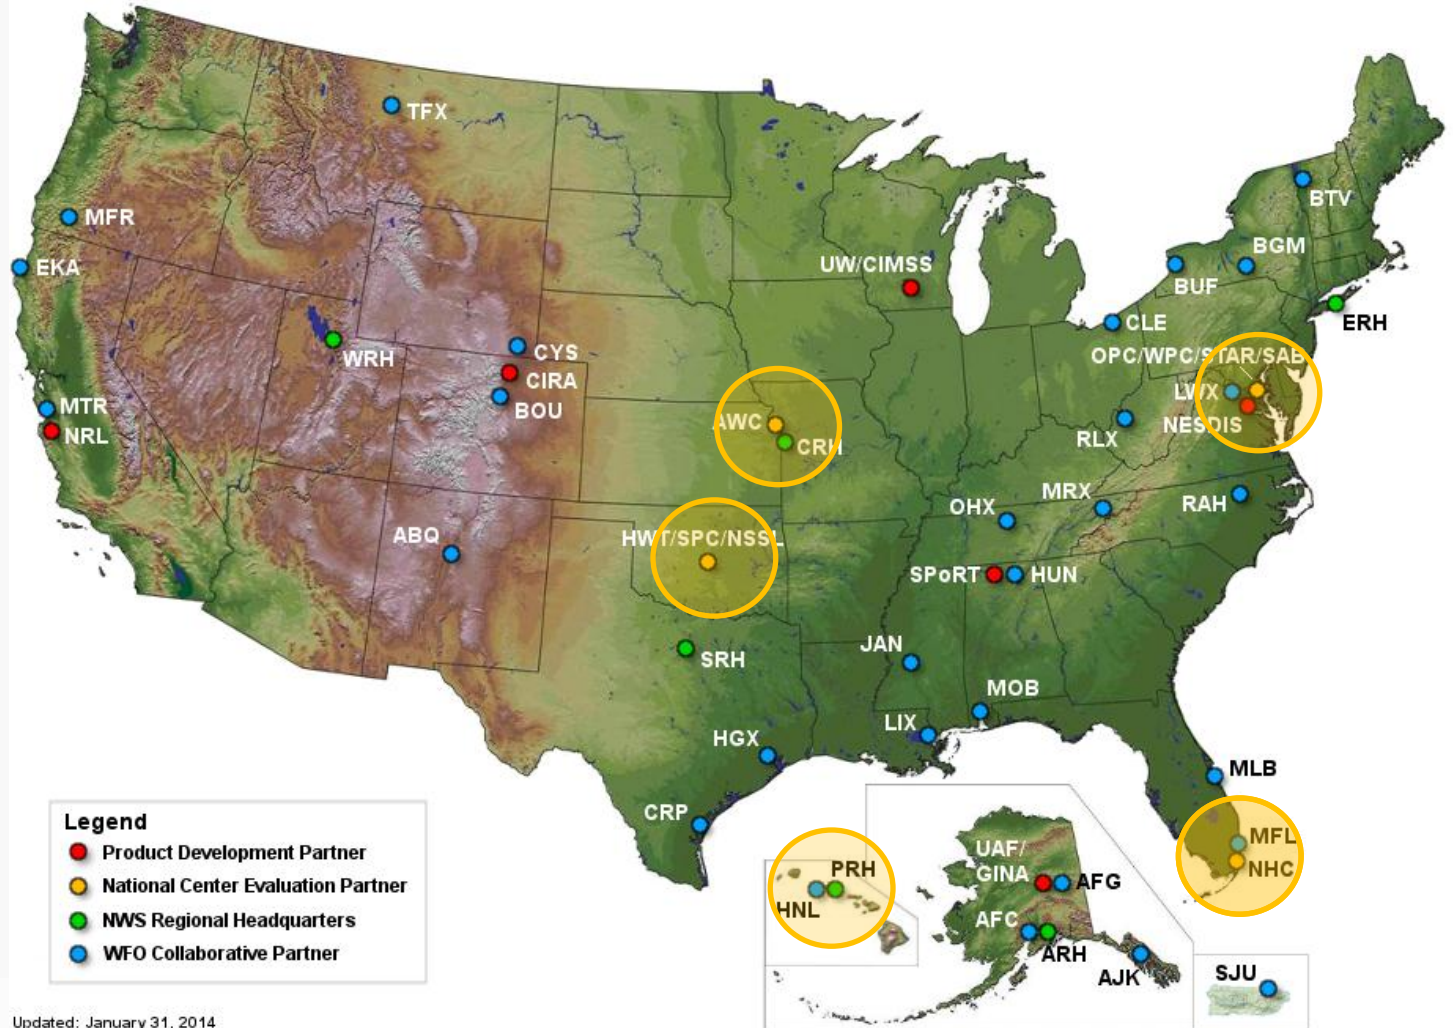 TFX
MFR
EKA
WRH
MTR
NRL
CYS
CIRA
BOU
ABQ
UW/CIMSS
AWC
CRH
HWT/SPC/NSSL
SRH
HGX
CRP
BTV
BGM
BUF
ERH
CLE
OPC/WPC/STAR/SAB
LWX
NESDIS
RLX
MRX
OHX
RAH
SPoRT
HUN
JAN
MOB
LIX
MLB
MFL
NHC
PRH
HNL
UAF/
GINA
AFG
AFC
ARH
AJK
SJU
Legend
Product Development Partner
National Center Evaluation Partner
NWS Regional Headquarters
WFO Collaborative Partner
Updated: January 31, 2014